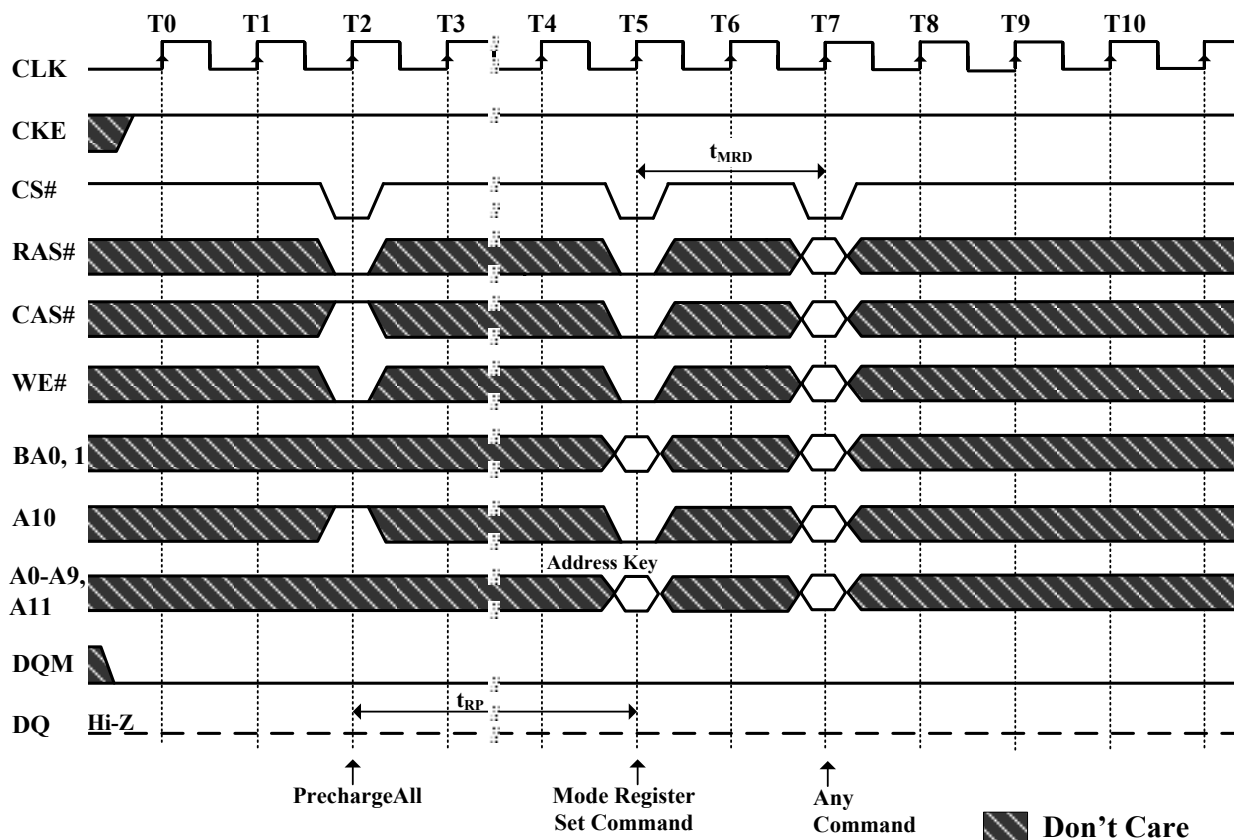 T0 T1 T2 T3 T4 T5 T6 T7 T8 T9 T10
CLK
CKE
tMRD
CS#
RAS#
CAS#
WE#
BA0, 1
A10
Address Key
A0-A9,
A11
DQM
tRP
DQ Hi-Z
PrechargeAll
Mode Register
Set Command
Any
Command
Don't Care